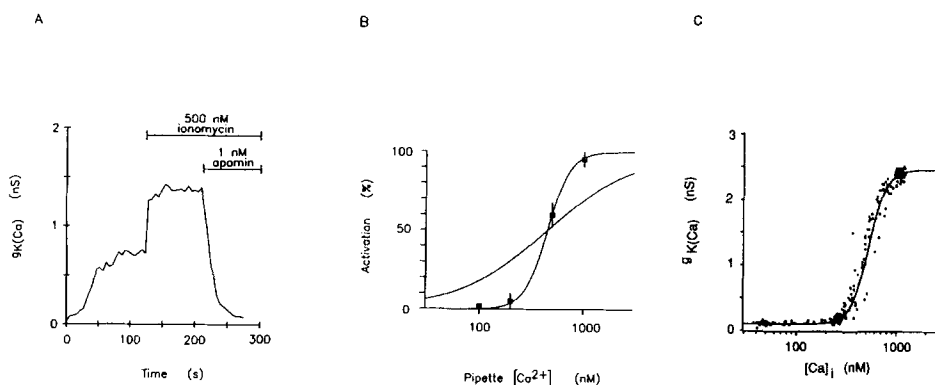 A
B
C
500 nM
ionomycin
1 nM
apamin
2
1
0
gK(Ca) (nS)
0 100 200 300
Time (s)
100
50
0
Activation (%)
100 1000
Pipette [Ca2+] (nM)
3
2
1
0
g K(Ca) (nS)
100 1000
[Ca]i (nM)